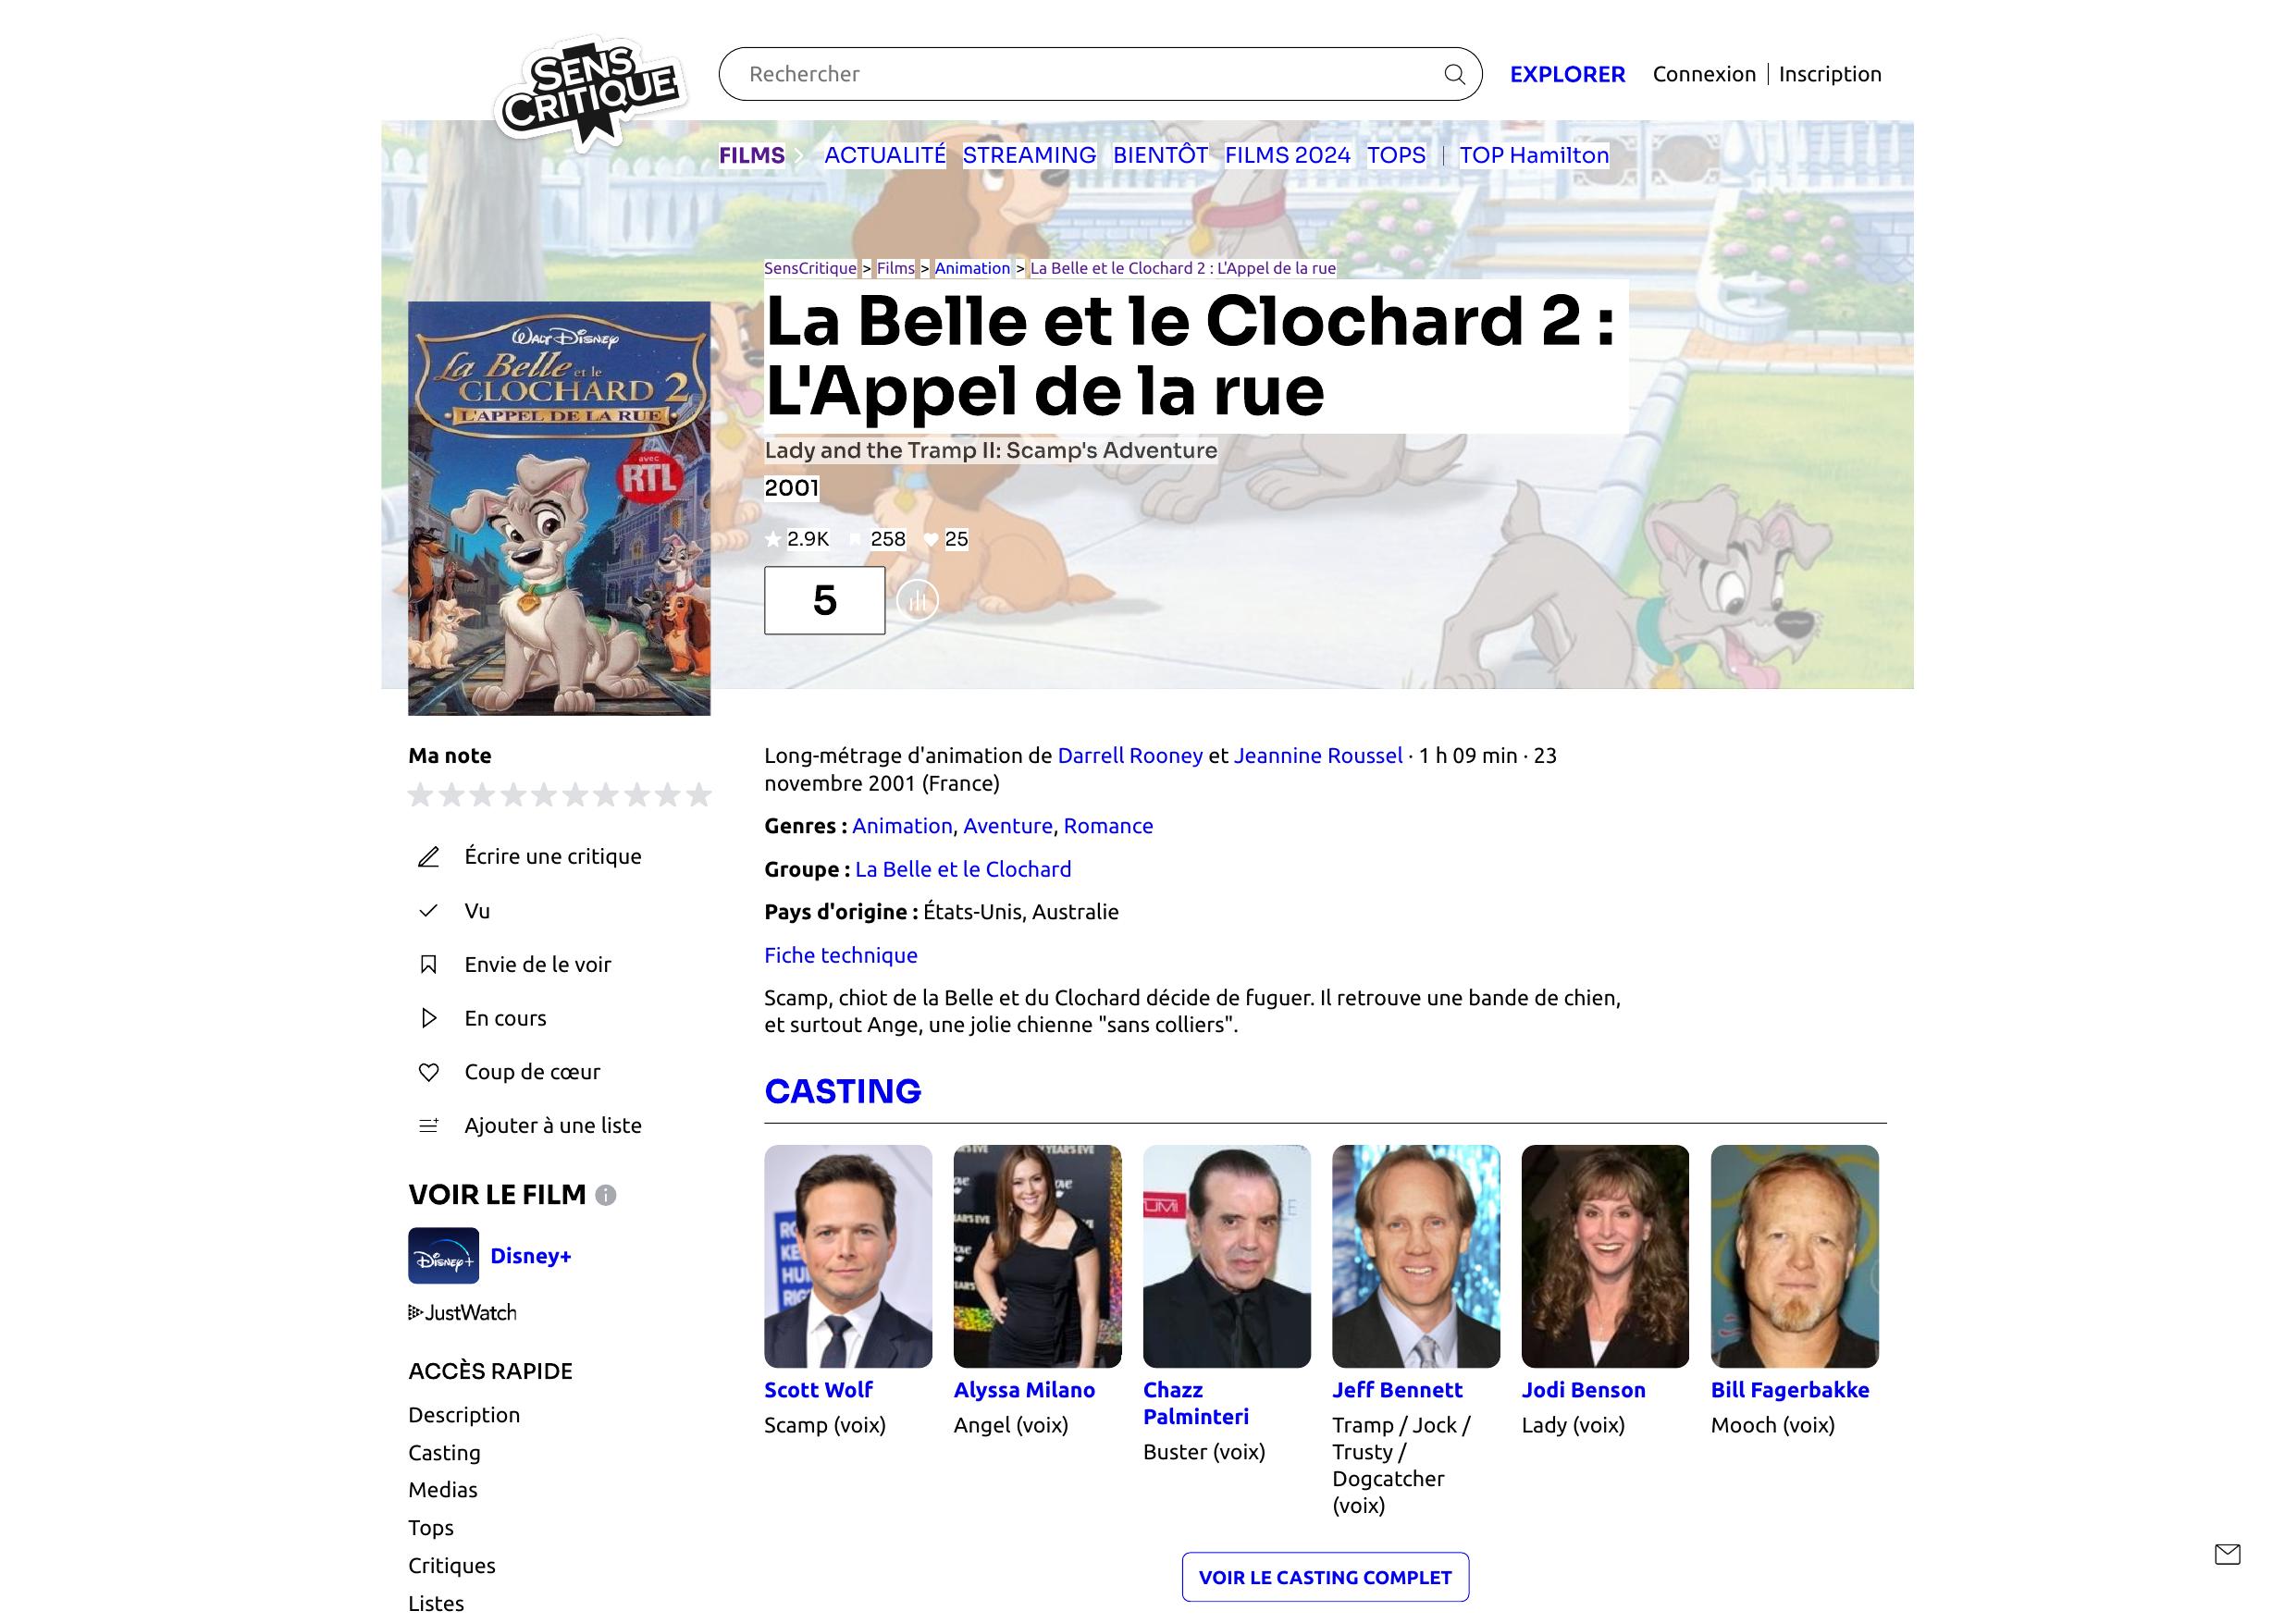 SENS
CRITIQUE
Rechercher
EXPLORER
Connexion | Inscription
FILMS
ACTUALITÉ STREAMING BIENTÔT FILMS 2024 TOPS | TOP Hamilton
SensCritique > Films > Animation > La Belle et le Clochard 2 : L'Appel de la rue
La Belle et le Clochard 2 :
L'Appel de la rue
Lady and the Tramp II: Scamp's Adventure
2001
2.9K 258 25
5
WALT DISNEY
La Belle et le
CLOCHARD 2
L'APPEL DE LA RUE
avec
RTL
Ma note
Écrire une critique
Vu
Envie de le voir
En cours
Coup de cœur
Ajouter à une liste
VOIR LE FILM
Disney+
Disney+
JustWatch
ACCÈS RAPIDE
Description
Casting
Medias
Tops
Critiques
Listes
Long-métrage d'animation de Darrell Rooney et Jeannine Roussel · 1 h 09 min · 23
novembre 2001 (France)
Genres : Animation, Aventure, Romance
Groupe : La Belle et le Clochard
Pays d'origine : États-Unis, Australie
Fiche technique
Scamp, chiot de la Belle et du Clochard décide de fuguer. Il retrouve une bande de chien,
et surtout Ange, une jolie chienne "sans colliers".
CASTING
Scott Wolf
Scamp (voix)
Alyssa Milano
Angel (voix)
Chazz
Palminteri
Buster (voix)
Jeff Bennett
Tramp / Jock /
Trusty /
Dogcatcher
(voix)
Jodi Benson
Lady (voix)
Bill Fagerbakke
Mooch (voix)
VOIR LE CASTING COMPLET